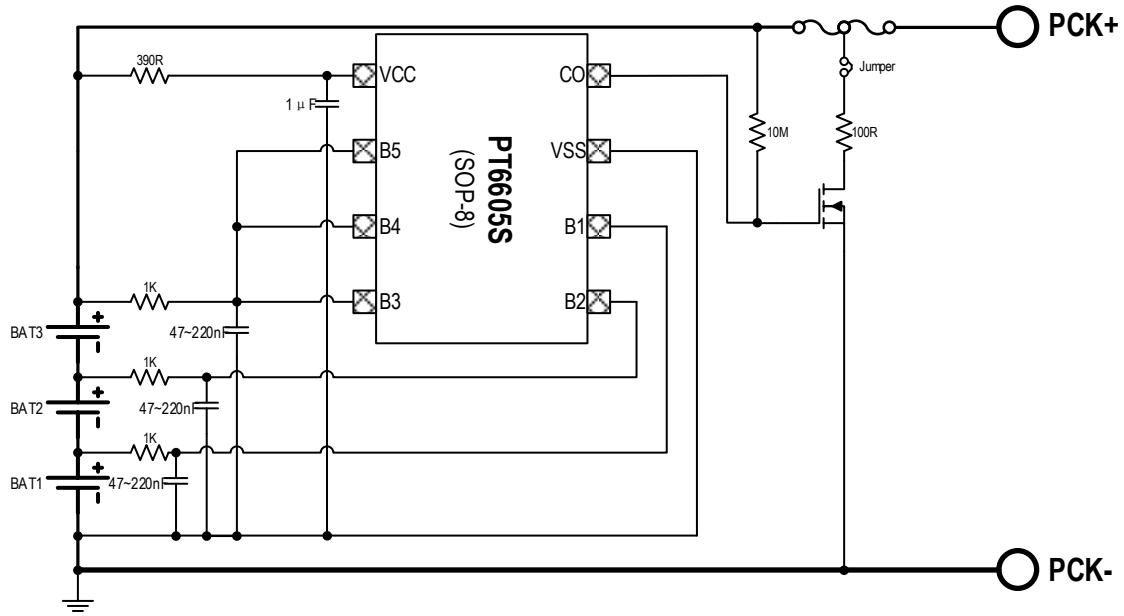 PCK+
390R
VCC
CO
Jumper
1 μF
10M
100R
B5
VSS
PT6605S
(SOP-8)
B4
B1
1K
B3
B2
BAT3
+
47~220nF
1K
BAT2
+
47~220nF
1K
BAT1
+
47~220nF
PCK-